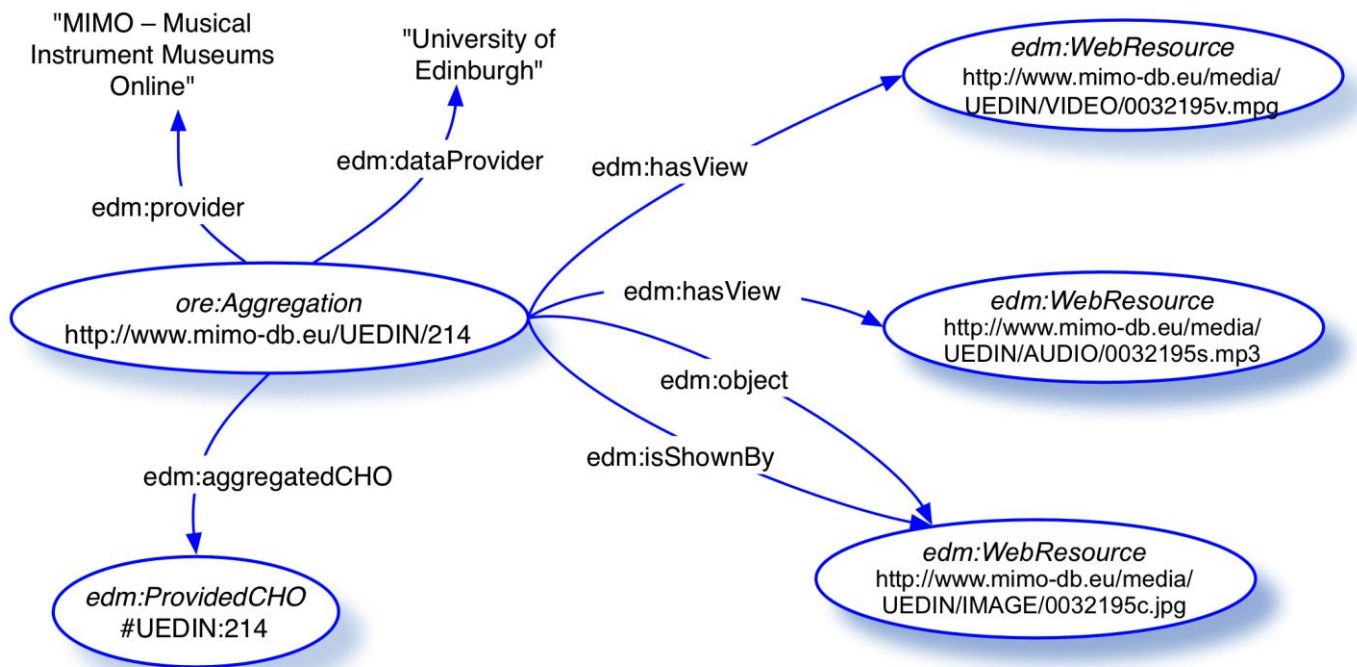 "MIMO – Musical
Instrument Museums
Online"
"University of
Edinburgh"
edm:WebResource
http://www.mimo-db.eu/media/
UEDIN/VIDEO/0032195v.mpg
edm:dataProvider
edm:hasView
edm:provider
ore:Aggregation
http://www.mimo-db.eu/UEDIN/214
edm:hasView
edm:WebResource
http://www.mimo-db.eu/media/
UEDIN/AUDIO/0032195s.mp3
edm:object
edm:isShownBy
edm:aggregatedCHO
edm:WebResource
http://www.mimo-db.eu/media/
UEDIN/IMAGE/0032195c.jpg
edm:ProvidedCHO
#UEDIN:214